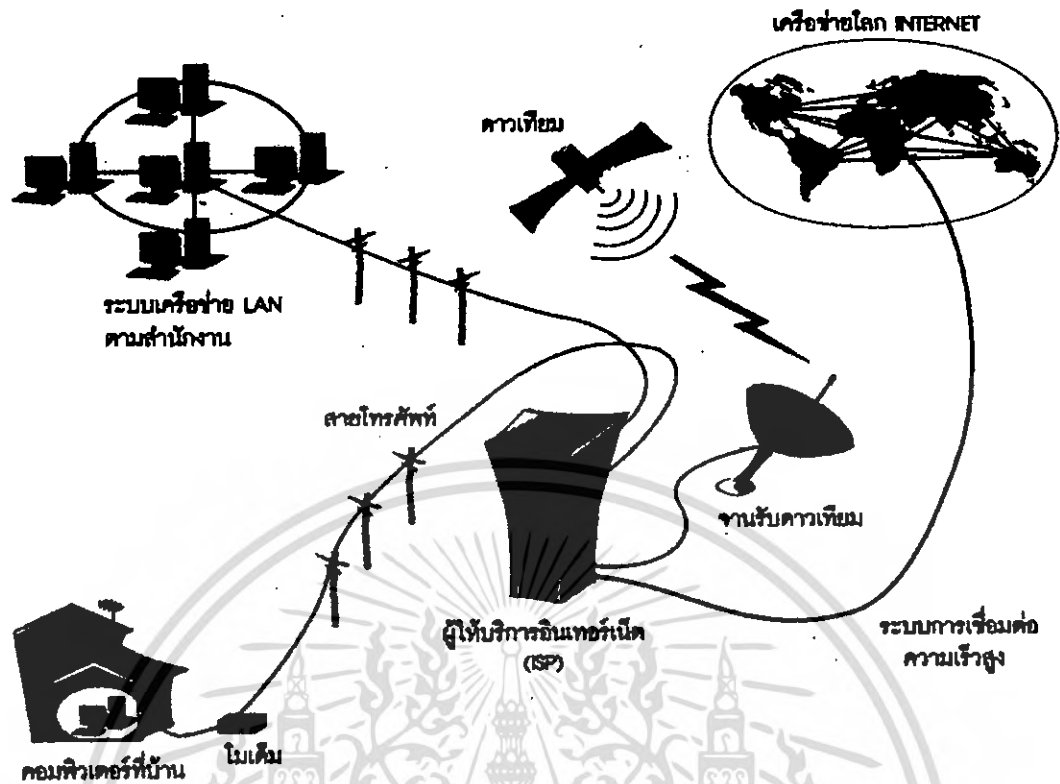 เครือข่ายโลก INTERNET
ดาวเทียม
ระบบเครือข่าย LAN
ตามสำนักงาน
สายโทรศัพท์
จานรับดาวเทียม
ผู้ให้บริการอินเทอร์เน็ต
(ISP)
ระบบการเชื่อมต่อ
ความเร็วสูง
โมเด็ม
คอมพิวเตอร์ที่บ้าน